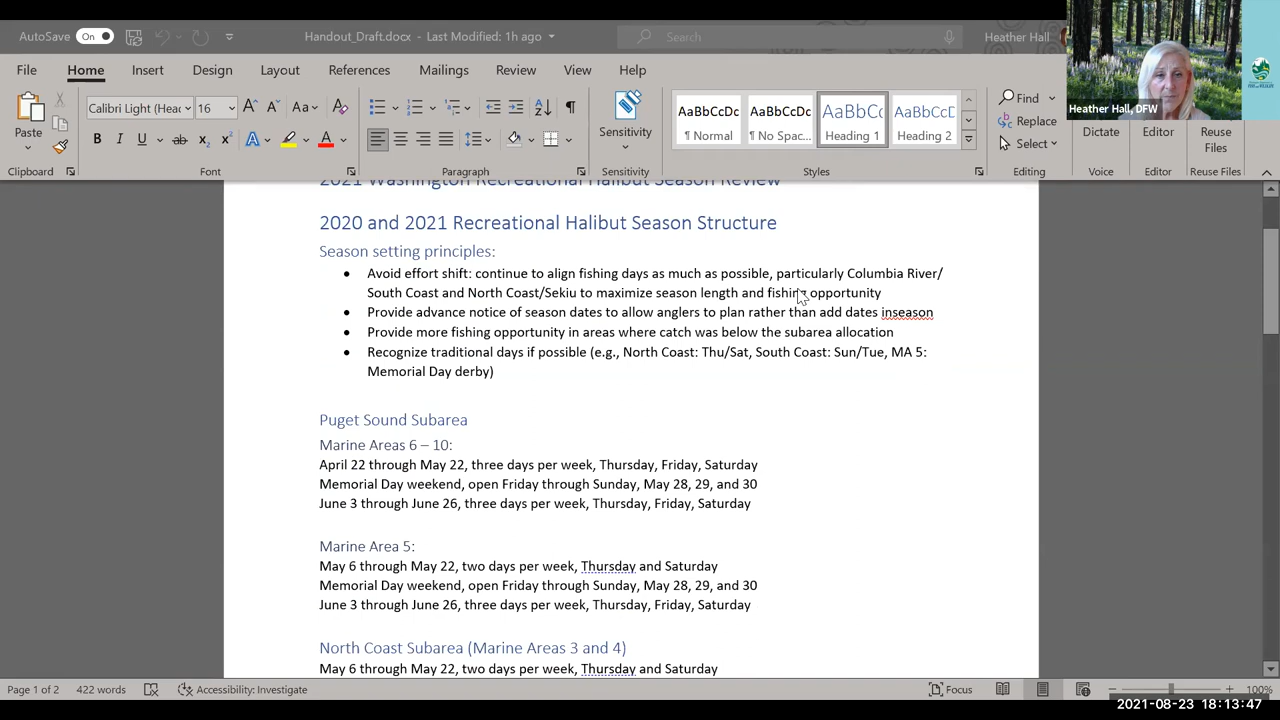 AutoSave On Handout_Draft.docx - Last Modified: 1h ago Search Heather Hall
File Home Insert Design Layout References Mailings Review View Help
Heather Hall, DFW
Paste
Calibri Light (Head 16
Aa
Sensitivity
AaBbCcDc AaBbCcDc AaBbCc AaBbCcD
¶ Normal ¶ No Spac... Heading 1 Heading 2
Find
Replace
Select
Dictate
Editor
Reuse
Files
Clipboard Font Paragraph Sensitivity Styles Editing Voice Editor Reuse Files
2021 Washington Recreational Halibut Season Review
2020 and 2021 Recreational Halibut Season Structure
Season setting principles:
• Avoid effort shift: continue to align fishing days as much as possible, particularly Columbia River/
South Coast and North Coast/Sekiu to maximize season length and fishing opportunity
• Provide advance notice of season dates to allow anglers to plan rather than add dates inseason
• Provide more fishing opportunity in areas where catch was below the subarea allocation
• Recognize traditional days if possible (e.g., North Coast: Thu/Sat, South Coast: Sun/Tue, MA 5:
Memorial Day derby)
Puget Sound Subarea
Marine Areas 6 – 10:
April 22 through May 22, three days per week, Thursday, Friday, Saturday
Memorial Day weekend, open Friday through Sunday, May 28, 29, and 30
June 3 through June 26, three days per week, Thursday, Friday, Saturday
Marine Area 5:
May 6 through May 22, two days per week, Thursday and Saturday
Memorial Day weekend, open Friday through Sunday, May 28, 29, and 30
June 3 through June 26, three days per week, Thursday, Friday, Saturday
North Coast Subarea (Marine Areas 3 and 4)
May 6 through May 22, two days per week, Thursday and Saturday
Page 1 of 2 422 words Accessibility: Investigate Focus 100%
2021-08-23 18:13:47